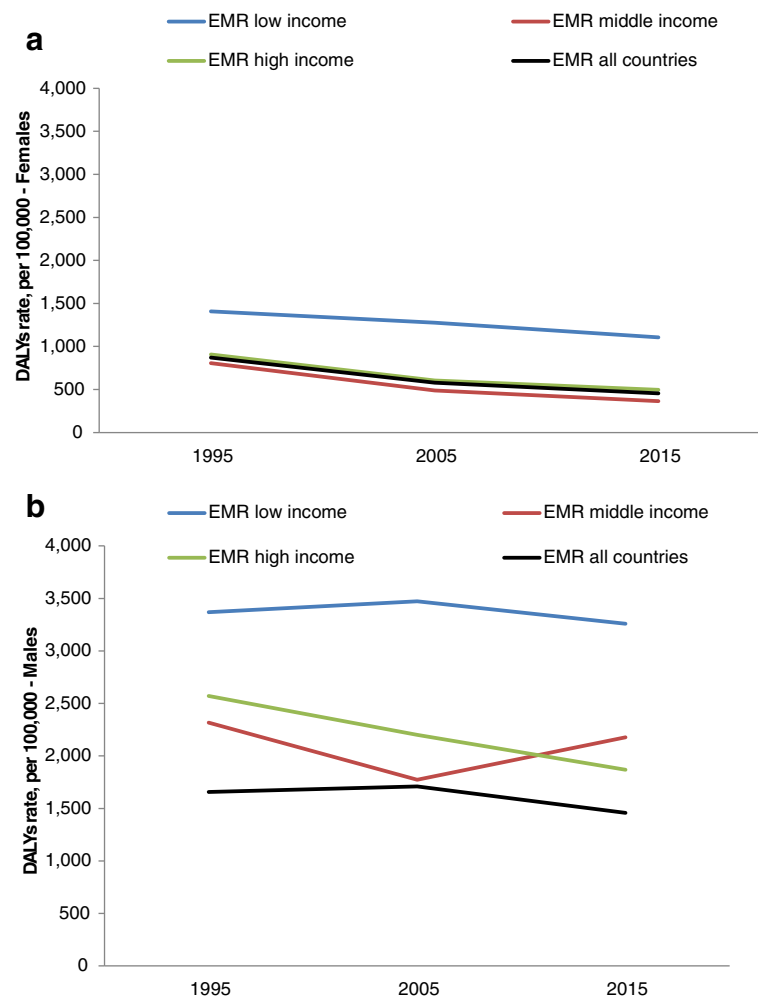 a
EMR low income
EMR middle income
EMR high income
EMR all countries
DALYs rate, per 100,000 - Females
4,000
3,500
3,000
2,500
2,000
1,500
1,000
500
0
1995
2005
2015
b
EMR low income
EMR middle income
EMR high income
EMR all countries
DALYs rate, per 100,000 - Males
4,000
3,500
3,000
2,500
2,000
1,500
1,000
500
0
1995
2005
2015